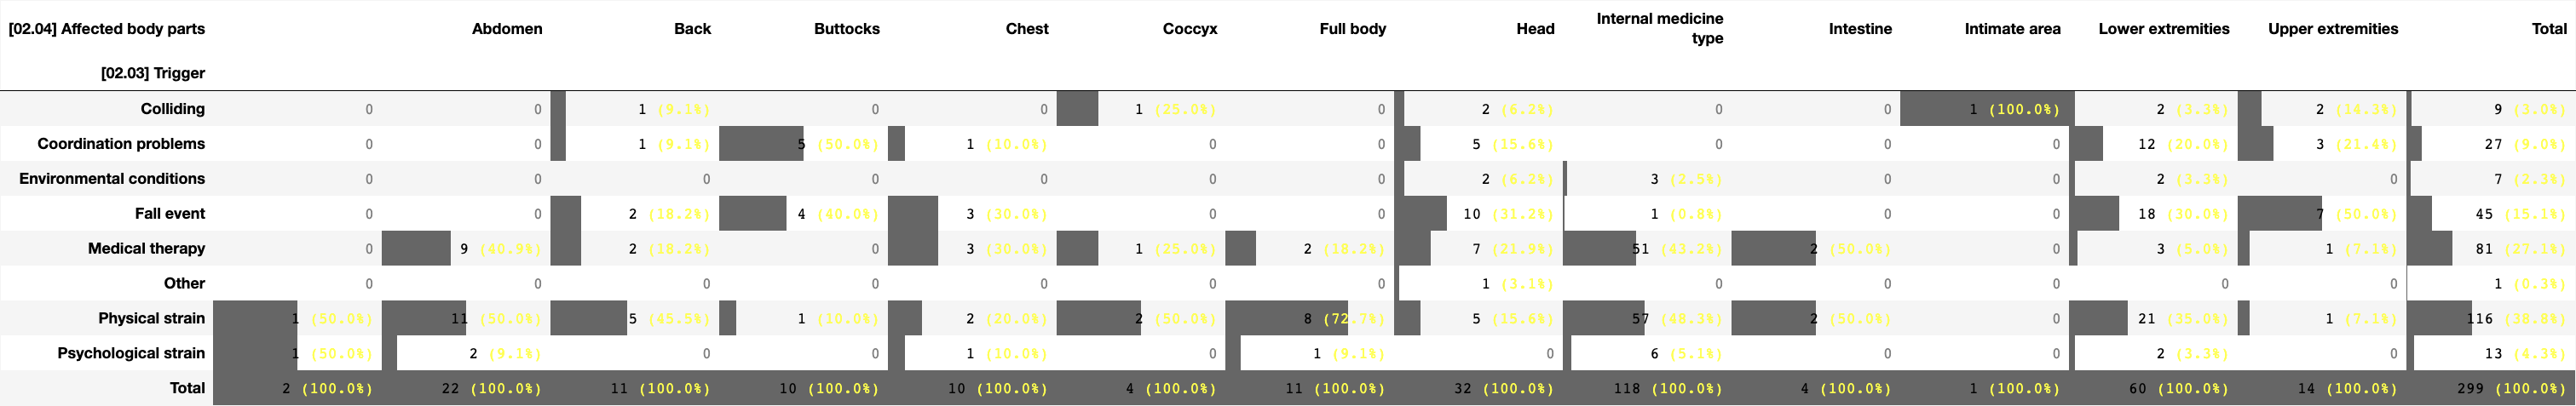 [02.04] Affected body parts Abdomen Back Buttocks Chest Coccyx Full body Head Internal medicine type Intestine Intimate area Lower extremities Upper extremities Total
[02.03] Trigger
Colliding 0 0 1 (9.1%) 0 0 1 (25.0%) 0 2 (6.2%) 0 0 1 (100.0%) 2 (3.3%) 2 (14.3%) 9 (3.0%)
Coordination problems 0 0 1 (9.1%) 5 (50.0%) 1 (10.0%) 0 0 5 (15.6%) 0 0 0 12 (20.0%) 3 (21.4%) 27 (9.0%)
Environmental conditions 0 0 0 0 0 0 0 2 (6.2%) 3 (2.5%) 0 0 2 (3.3%) 0 7 (2.3%)
Fall event 0 0 2 (18.2%) 4 (40.0%) 3 (30.0%) 0 0 10 (31.2%) 1 (0.8%) 0 0 18 (30.0%) 7 (50.0%) 45 (15.1%)
Medical therapy 0 9 (40.9%) 2 (18.2%) 0 3 (30.0%) 1 (25.0%) 2 (18.2%) 7 (21.9%) 51 (43.2%) 2 (50.0%) 0 3 (5.0%) 1 (7.1%) 81 (27.1%)
Other 0 0 0 0 0 0 0 1 (3.1%) 0 0 0 0 0 1 (0.3%)
Physical strain 1 (50.0%) 11 (50.0%) 5 (45.5%) 1 (10.0%) 2 (20.0%) 2 (50.0%) 8 (72.7%) 5 (15.6%) 57 (48.3%) 2 (50.0%) 0 21 (35.0%) 1 (7.1%) 116 (38.8%)
Psychological strain 1 (50.0%) 2 (9.1%) 0 0 1 (10.0%) 0 1 (9.1%) 0 6 (5.1%) 0 0 2 (3.3%) 0 13 (4.3%)
Total 2 (100.0%) 22 (100.0%) 11 (100.0%) 10 (100.0%) 10 (100.0%) 4 (100.0%) 11 (100.0%) 32 (100.0%) 118 (100.0%) 4 (100.0%) 1 (100.0%) 60 (100.0%) 14 (100.0%) 299 (100.0%)